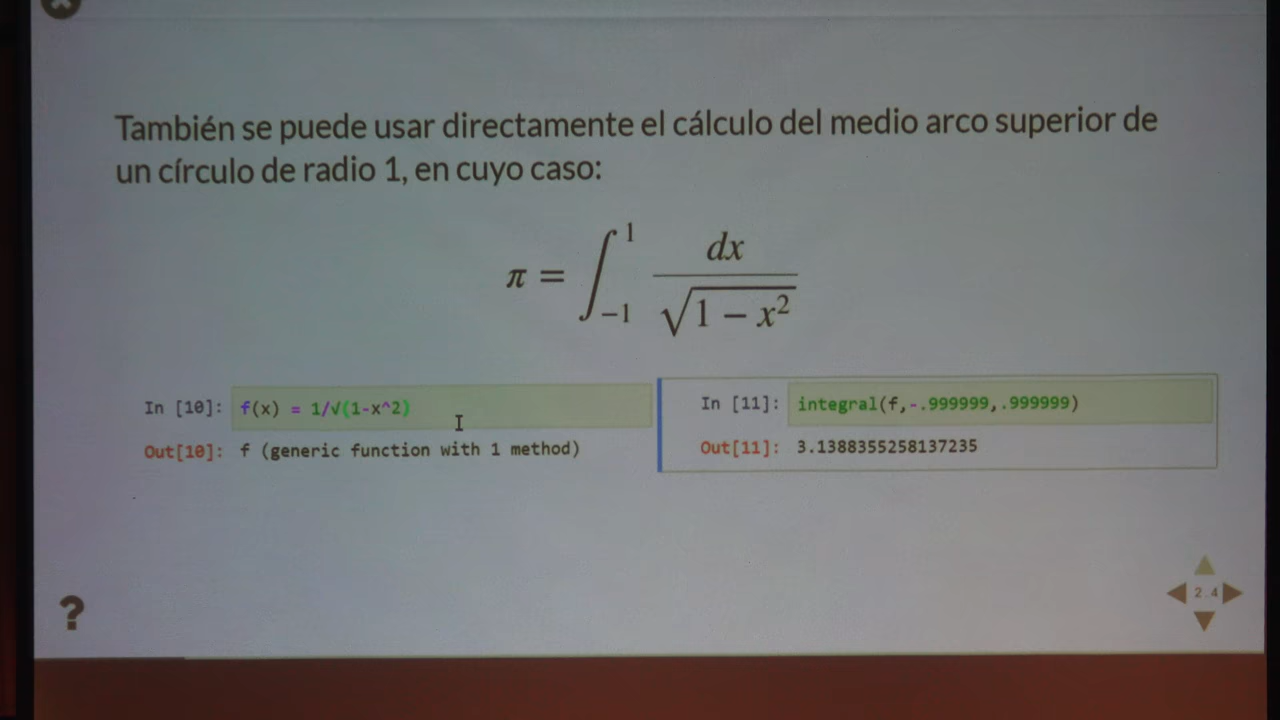 También se puede usar directamente el cálculo del medio arco superior de
un círculo de radio 1, en cuyo caso:
π = ∫_{-1}^{1} dx / √(1 − x²)
In [10]: f(x) = 1/√(1-x^2)
Out[10]: f (generic function with 1 method)
In [11]: integral(f,-.999999,.999999)
Out[11]: 3.1388355258137235
?
2.4